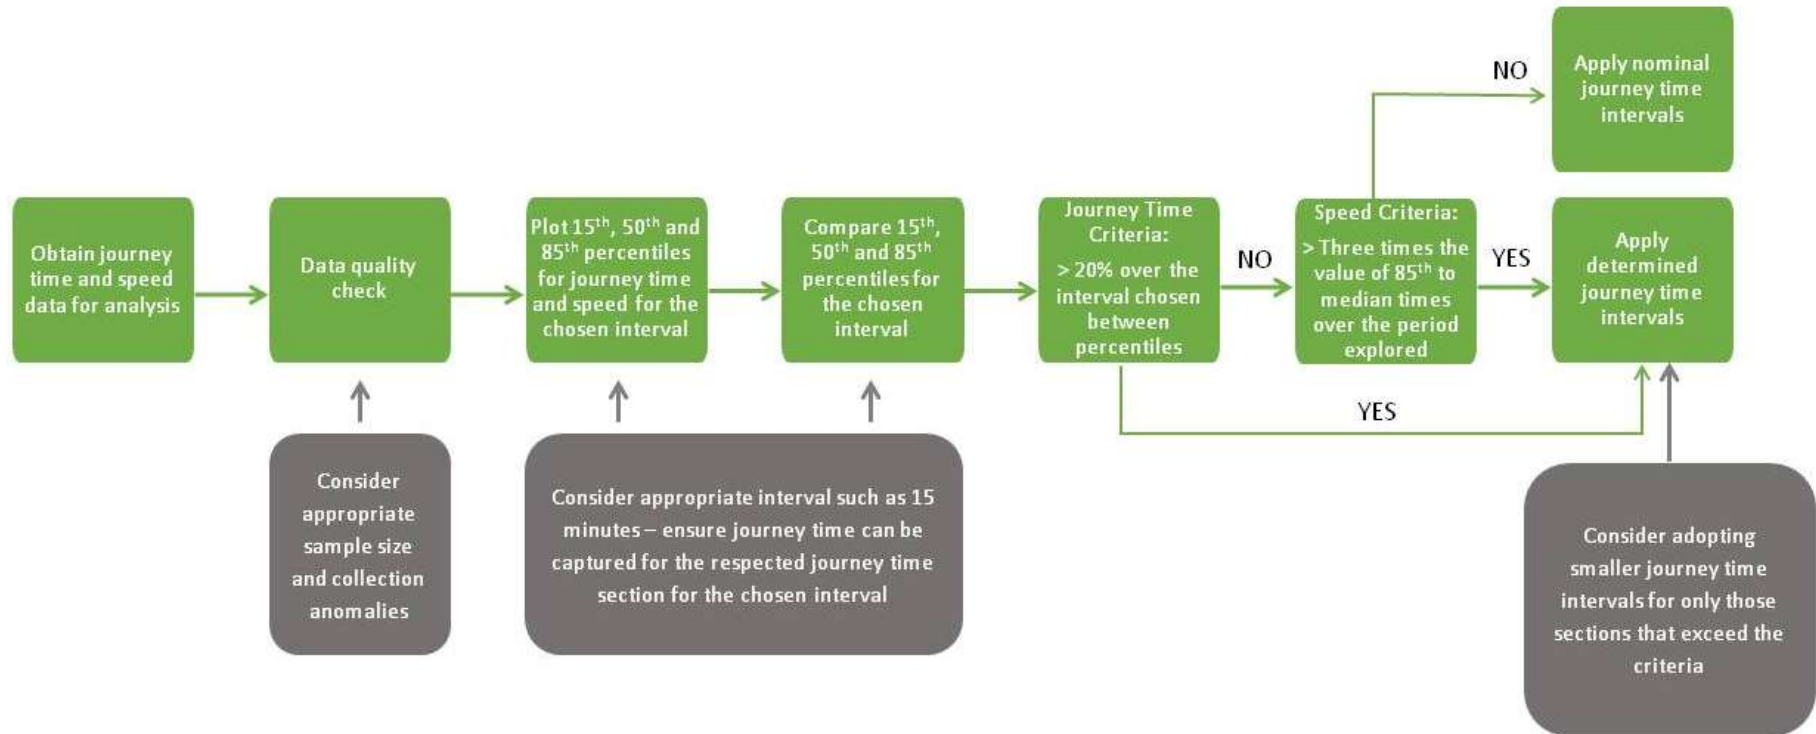 Obtain journey
time and speed
data for analysis
Data quality
check
Plot 15th, 50th and
85th percentiles
for journey time
and speed for the
chosen interval
Compare 15th,
50th and 85th
percentiles for
the chosen
interval
Journey Time
Criteria:
> 20% over the
interval chosen
between
percentiles
NO
Speed Criteria:
> Three times the
value of 85th to
median times
over the period
explored
NO
Apply nominal
journey time
intervals
YES
Apply
determined
journey time
intervals
YES
Consider
appropriate
sample size
and collection
anomalies
Consider appropriate interval such as 15
minutes – ensure journey time can be
captured for the respected journey time
section for the chosen interval
Consider adopting
smaller journey time
intervals for only those
sections that exceed the
criteria